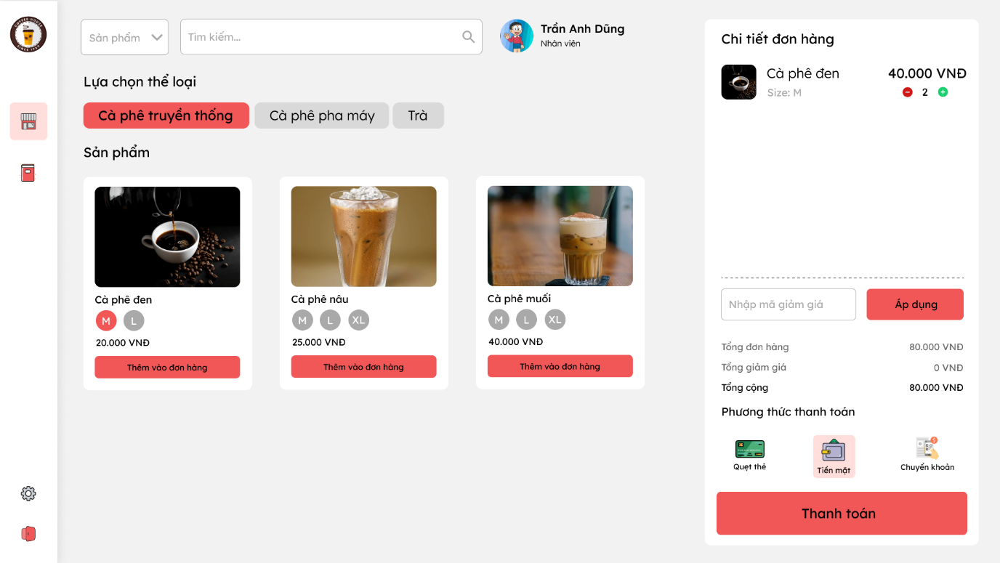 COFFEE HOUSE
SINCE 1990
Sản phẩm
Tìm kiếm...
Trần Anh Dũng
Nhân viên
Lựa chọn thể loại
Cà phê truyền thống
Cà phê pha máy
Trà
Sản phẩm
Cà phê đen
M L
20.000 VNĐ
Thêm vào đơn hàng
Cà phê nâu
M L XL
25.000 VNĐ
Thêm vào đơn hàng
Cà phê muối
M L XL
40.000 VNĐ
Thêm vào đơn hàng
Chi tiết đơn hàng
Cà phê đen 40.000 VNĐ
Size: M 2
Nhập mã giảm giá
Áp dụng
Tổng đơn hàng 80.000 VNĐ
Tổng giảm giá 0 VNĐ
Tổng cộng 80.000 VNĐ
Phương thức thanh toán
Quẹt thẻ
Tiền mặt
Chuyển khoản
Thanh toán